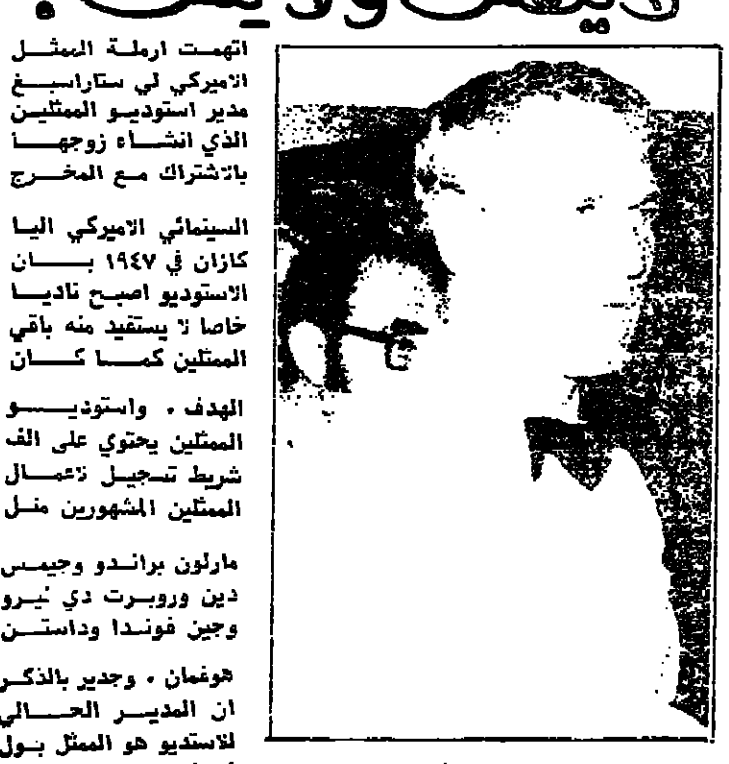 اتهمت ارملة الممثل
الاميركي لي ستراسبرغ
مدير استوديو الممثلين
الذي انشاه زوجها
بالاشتراك مع المخرج
السينمائي الاميركي اليا
كازان في ١٩٤٧ بان
الاستوديو اصبح ناديا
خاصا لا يستفيد منه باقي
الممثلين كما كان
الهدف . واستوديو
الممثلين يحتوي على الف
شريط تسجيل لاعمال
الممثلين المشهورين مثل
مارلون براندو وجيمس
دين وروبرت دي نيرو
وجين فوندا وداستن
هوفمان . وجدير بالذكر
ان المدير الحالي
للاستديو هو الممثل بول